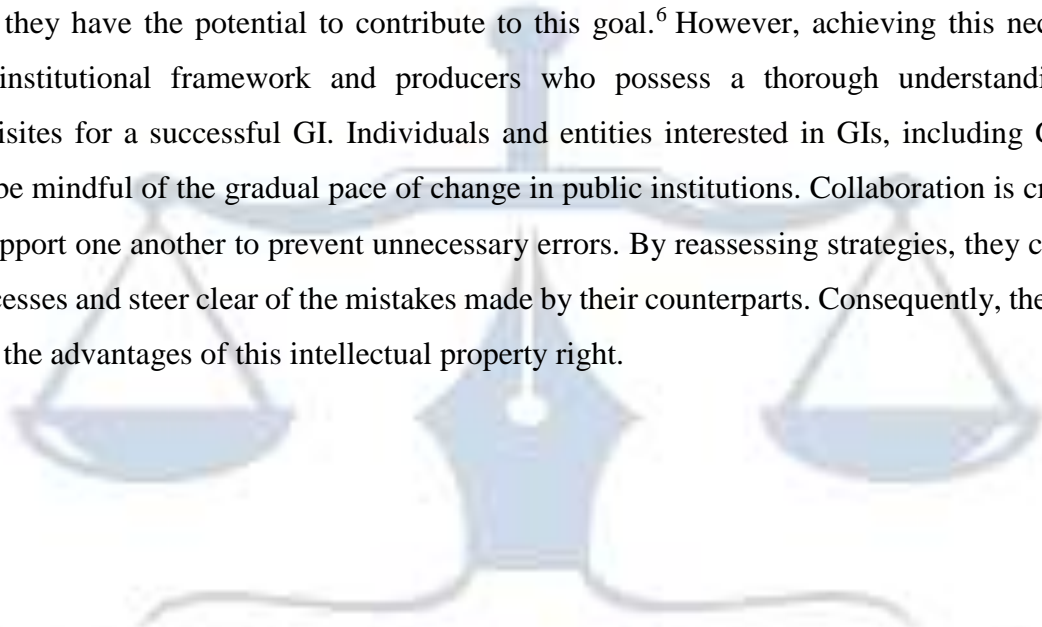 they have the potential to contribute to this goal.6 However, achieving this nec
institutional framework and producers who possess a thorough understandi
isites for a successful GI. Individuals and entities interested in GIs, including
be mindful of the gradual pace of change in public institutions. Collaboration is cr
pport one another to prevent unnecessary errors. By reassessing strategies, they c
cesses and steer clear of the mistakes made by their counterparts. Consequently, the
the advantages of this intellectual property right.